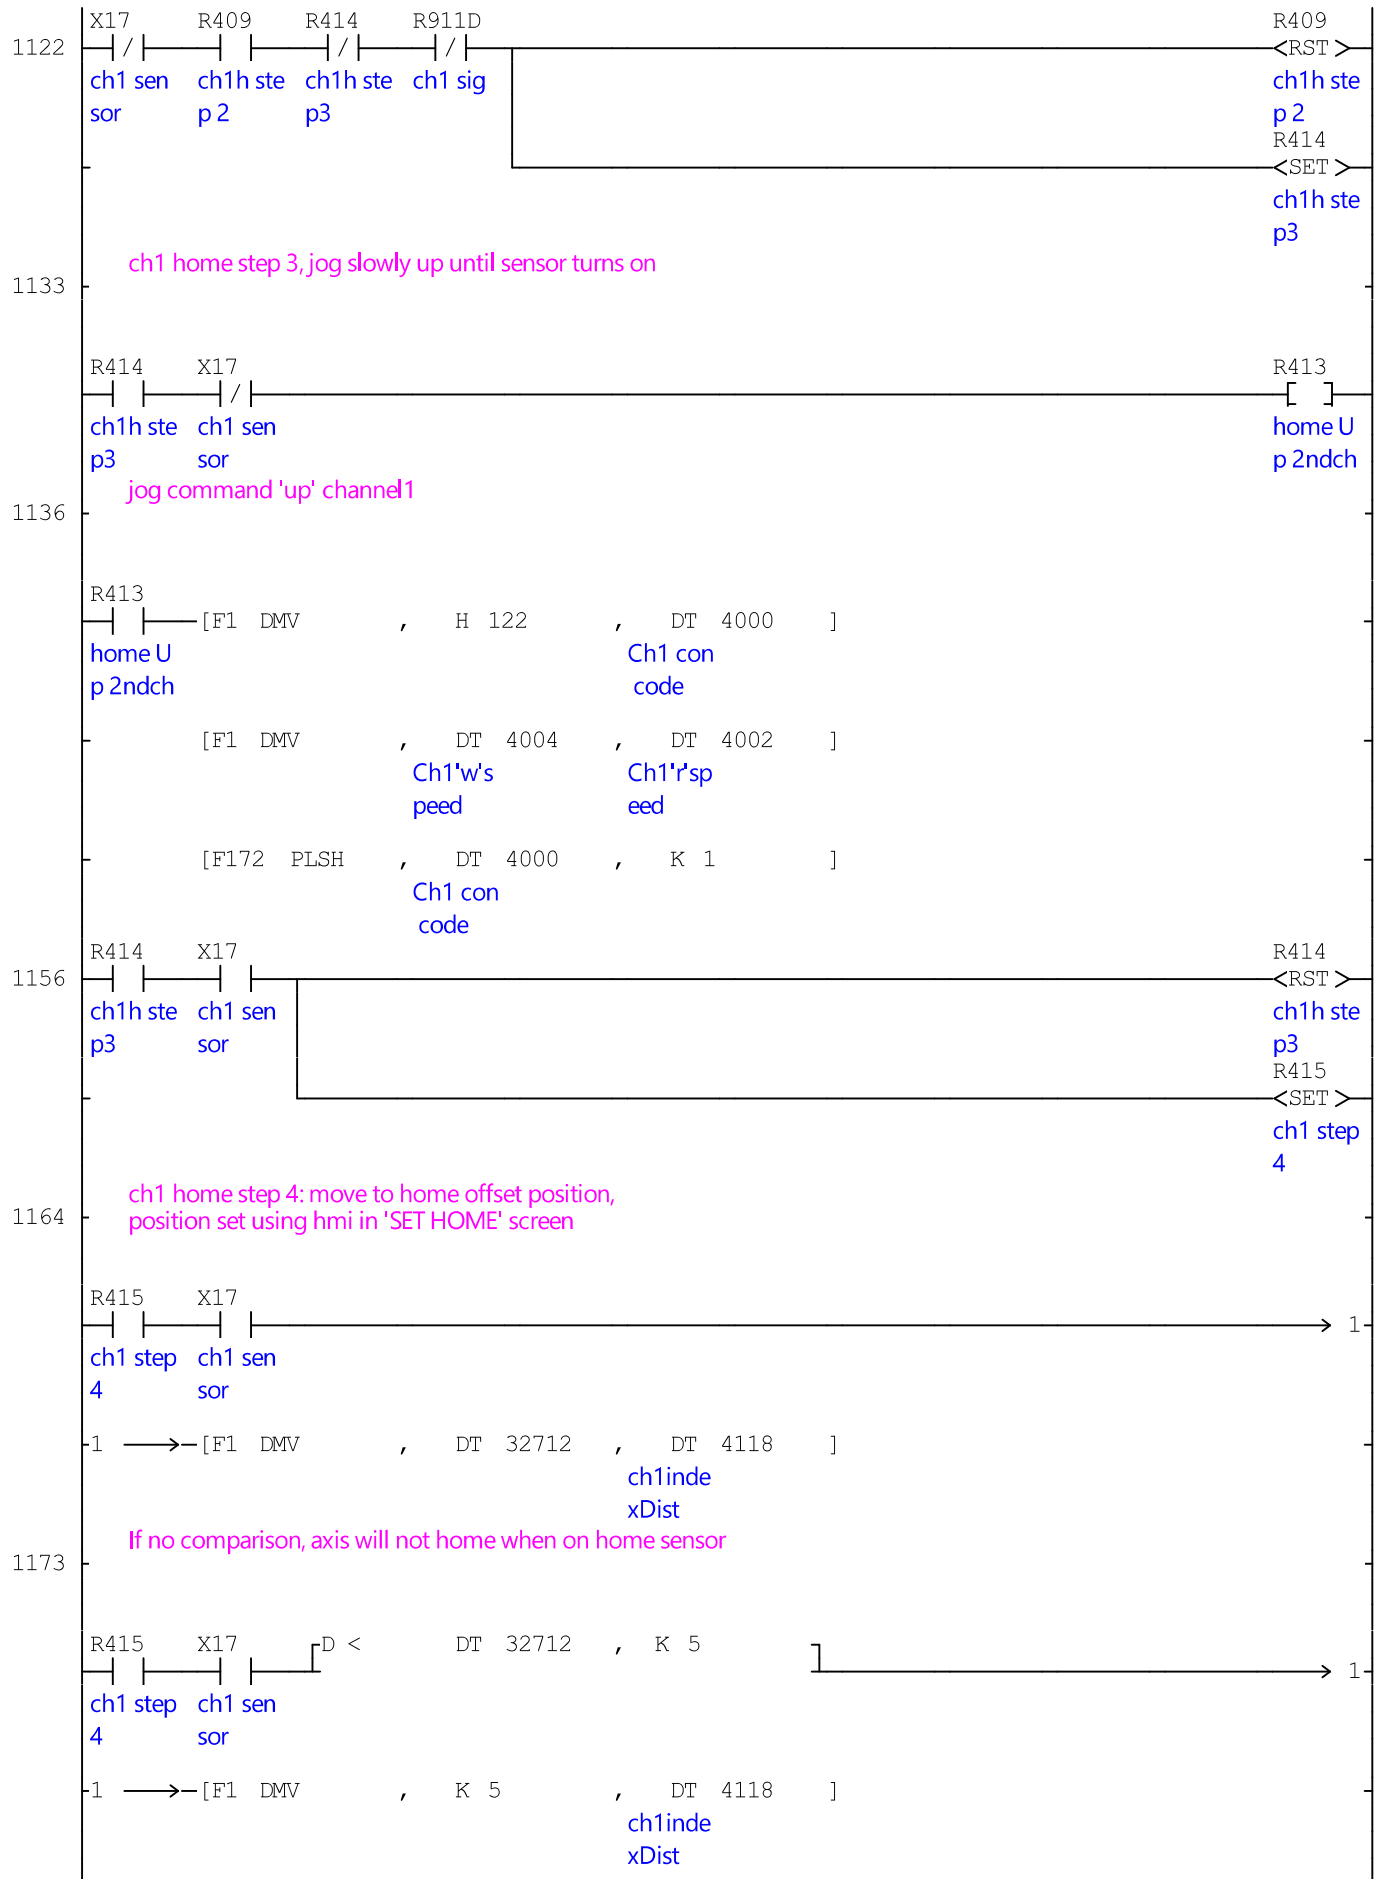 X17 R409 R414 R911D R409
1122 / / / <RST>
ch1 sen ch1h ste ch1h ste ch1 sig ch1h ste
sor p 2 p3 p 2
R414
<SET>
ch1h ste
p3
ch1 home step 3, jog slowly up until sensor turns on
1133
R414 X17 R413
/ [ ]
ch1h ste ch1 sen home U
p3 sor p 2ndch
jog command 'up' channel1
1136
R413
[F1 DMV , H 122 , DT 4000 ]
home U Ch1 con
p 2ndch code
[F1 DMV , DT 4004 , DT 4002 ]
Ch1'w's Ch1'r'sp
peed eed
[F172 PLSH , DT 4000 , K 1 ]
Ch1 con
code
R414 X17 R414
1156 <RST>
ch1h ste ch1 sen ch1h ste
p3 sor p3
R415
<SET>
ch1 step
4
ch1 home step 4: move to home offset position,
1164 position set using hmi in 'SET HOME' screen
R415 X17
1
ch1 step ch1 sen
4 sor
1 [F1 DMV , DT 32712 , DT 4118 ]
ch1inde
xDist
If no comparison, axis will not home when on home sensor
1173
R415 X17 D < DT 32712 , K 5
1
ch1 step ch1 sen
4 sor
1 [F1 DMV , K 5 , DT 4118 ]
ch1inde
xDist